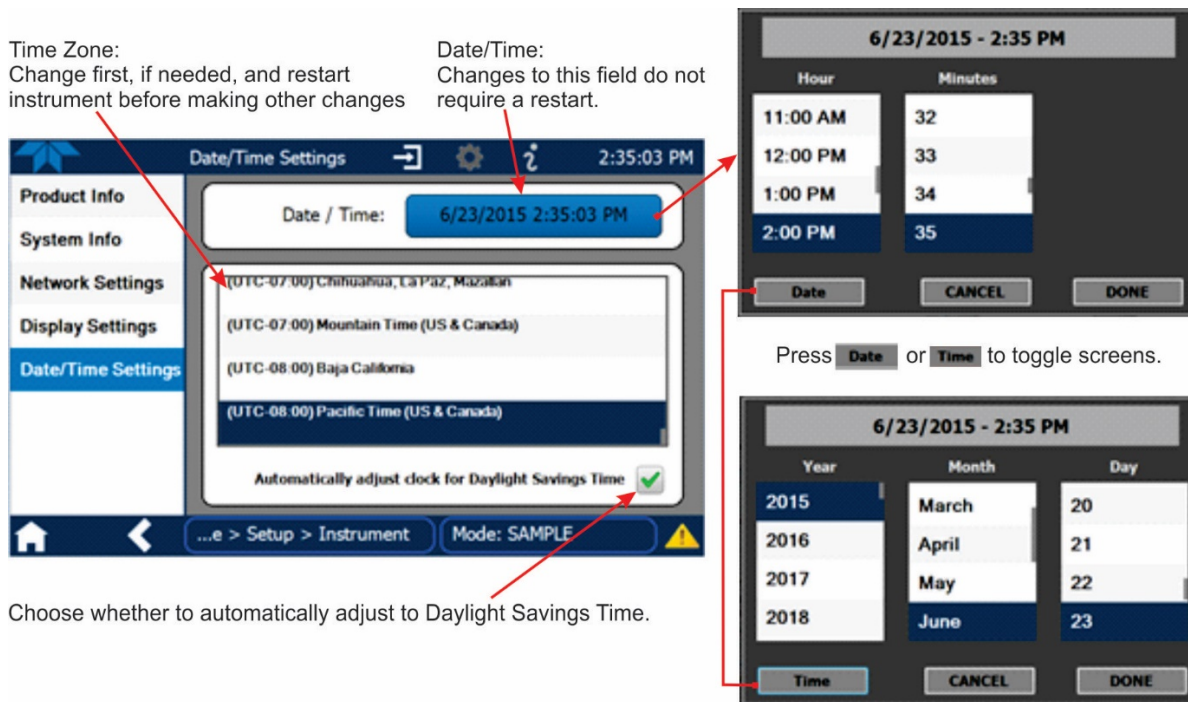 Time Zone:
Change first, if needed, and restart
instrument before making other changes
Date/Time:
Changes to this field do not
require a restart.
Date/Time Settings
2:35:03 PM
Product Info
System Info
Network Settings
Display Settings
Date/Time Settings
Date / Time:
6/23/2015 2:35:03 PM
(UTC-07:00) Chihuahua, La Paz, Mazatlan
(UTC-07:00) Mountain Time (US & Canada)
(UTC-08:00) Baja California
(UTC-08:00) Pacific Time (US & Canada)
Automatically adjust clock for Daylight Savings Time
...e > Setup > Instrument
Mode: SAMPLE
Choose whether to automatically adjust to Daylight Savings Time.
6/23/2015 - 2:35 PM
Hour Minutes
11:00 AM 32
12:00 PM 33
1:00 PM 34
2:00 PM 35
Date CANCEL DONE
Press Date or Time to toggle screens.
6/23/2015 - 2:35 PM
Year Month Day
2015 March 20
2016 April 21
2017 May 22
2018 June 23
Time CANCEL DONE